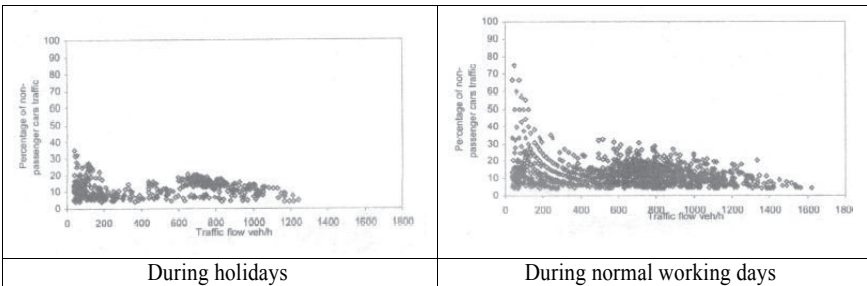 100
90
80
70
60
50
40
30
20
10
0
Percentage of non-
passenger cars traffic
0 200 400 600 800 1000 1200 1400 1600 1800
Traffic flow veh/h
During holidays
100
90
80
70
60
50
40
30
20
10
0
Percentage of non-
passenger cars traffic
0 200 400 600 800 1000 1200 1400 1600 1800
Traffic flow veh/h
During normal working days